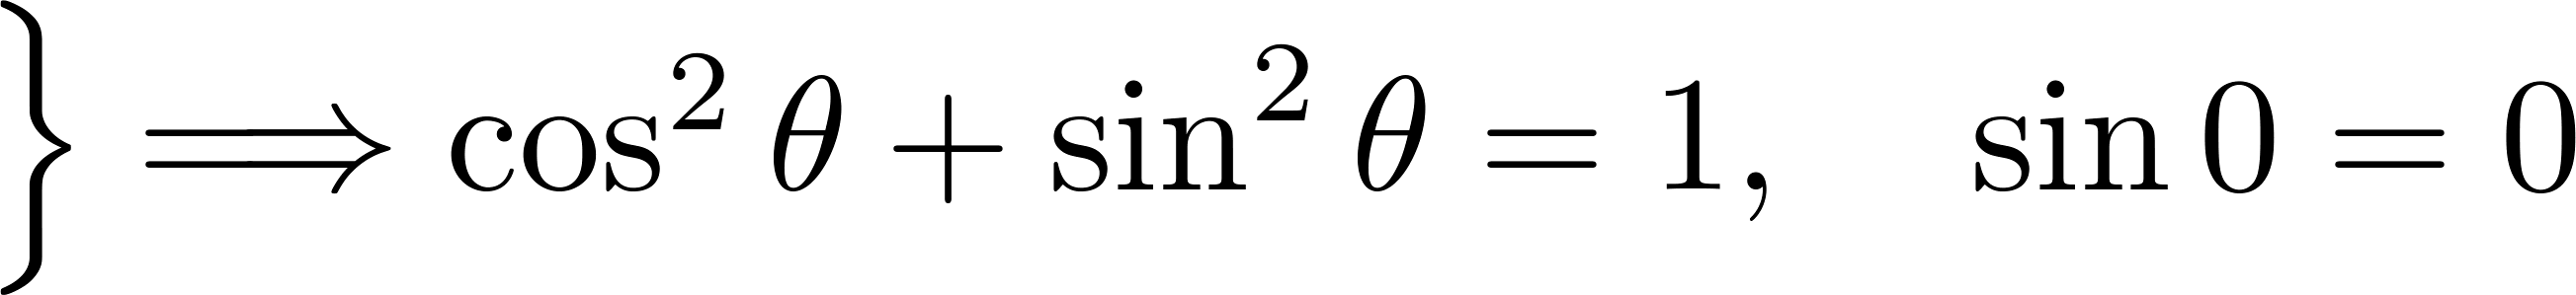 } ⟹ cos² θ + sin² θ = 1, sin 0 = 0